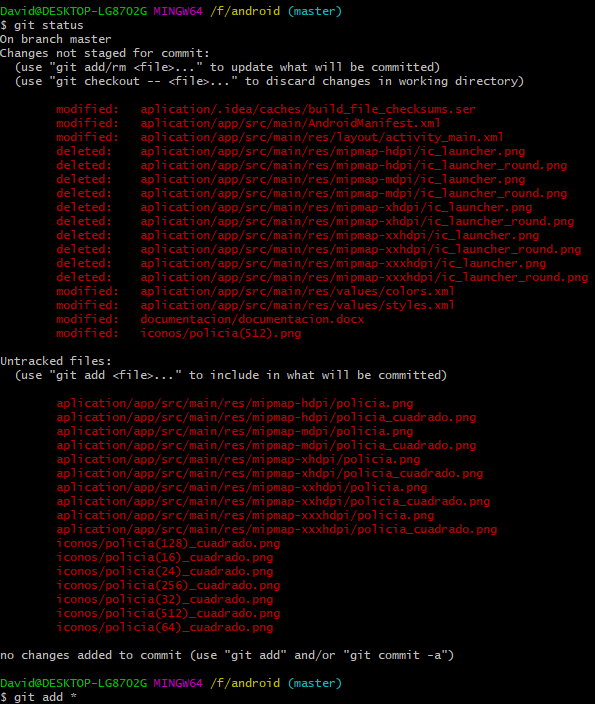 David@DESKTOP-LG87O2G MINGW64 /f/android (master)
$ git status
On branch master
Changes not staged for commit:
  (use "git add/rm <file>..." to update what will be committed)
  (use "git checkout -- <file>..." to discard changes in working directory)

        modified:   aplication/.idea/caches/build_file_checksums.ser
        modified:   aplication/app/src/main/AndroidManifest.xml
        modified:   aplication/app/src/main/res/layout/activity_main.xml
        deleted:    aplication/app/src/main/res/mipmap-hdpi/ic_launcher.png
        deleted:    aplication/app/src/main/res/mipmap-hdpi/ic_launcher_round.png
        deleted:    aplication/app/src/main/res/mipmap-mdpi/ic_launcher.png
        deleted:    aplication/app/src/main/res/mipmap-mdpi/ic_launcher_round.png
        deleted:    aplication/app/src/main/res/mipmap-xhdpi/ic_launcher.png
        deleted:    aplication/app/src/main/res/mipmap-xhdpi/ic_launcher_round.png
        deleted:    aplication/app/src/main/res/mipmap-xxhdpi/ic_launcher.png
        deleted:    aplication/app/src/main/res/mipmap-xxhdpi/ic_launcher_round.png
        deleted:    aplication/app/src/main/res/mipmap-xxxhdpi/ic_launcher.png
        deleted:    aplication/app/src/main/res/mipmap-xxxhdpi/ic_launcher_round.png
        modified:   aplication/app/src/main/res/values/colors.xml
        modified:   aplication/app/src/main/res/values/styles.xml
        modified:   documentacion/documentacion.docx
        modified:   iconos/policia(512).png

Untracked files:
  (use "git add <file>..." to include in what will be committed)

        aplication/app/src/main/res/mipmap-hdpi/policia.png
        aplication/app/src/main/res/mipmap-hdpi/policia_cuadrado.png
        aplication/app/src/main/res/mipmap-mdpi/policia.png
        aplication/app/src/main/res/mipmap-mdpi/policia_cuadrado.png
        aplication/app/src/main/res/mipmap-xhdpi/policia.png
        aplication/app/src/main/res/mipmap-xhdpi/policia_cuadrado.png
        aplication/app/src/main/res/mipmap-xxhdpi/policia.png
        aplication/app/src/main/res/mipmap-xxhdpi/policia_cuadrado.png
        aplication/app/src/main/res/mipmap-xxxhdpi/policia.png
        aplication/app/src/main/res/mipmap-xxxhdpi/policia_cuadrado.png
        iconos/policia(128)_cuadrado.png
        iconos/policia(16)_cuadrado.png
        iconos/policia(24)_cuadrado.png
        iconos/policia(256)_cuadrado.png
        iconos/policia(32)_cuadrado.png
        iconos/policia(512)_cuadrado.png
        iconos/policia(64)_cuadrado.png

no changes added to commit (use "git add" and/or "git commit -a")

David@DESKTOP-LG87O2G MINGW64 /f/android (master)
$ git add *